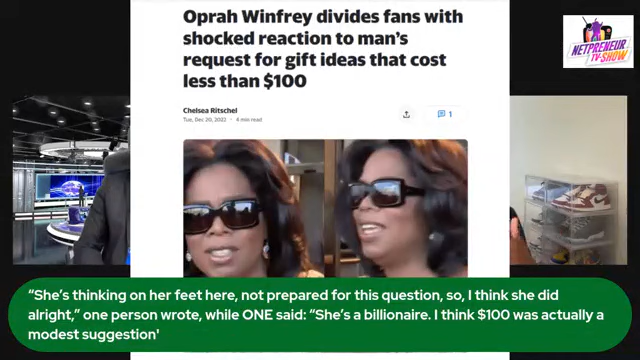 Oprah Winfrey divides fans with
shocked reaction to man's
request for gift ideas that cost
less than $100
NETPRENEUR
TV-SHOW
Chelsea Ritschel
Tue, Dec 20, 2022 • 4 min read
1
“She's thinking on her feet here, not prepared for this question, so, I think she did
alright,” one person wrote, while ONE said: “She's a billionaire. I think $100 was actually a
modest suggestion'